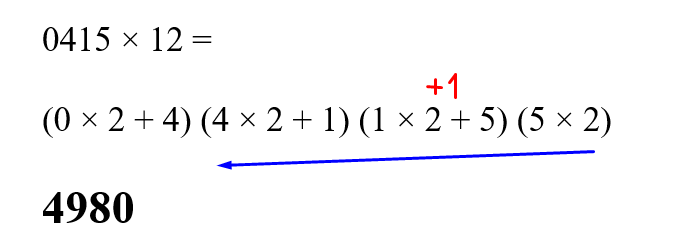 0415 × 12 =
+1
(0 × 2 + 4) (4 × 2 + 1) (1 × 2 + 5) (5 × 2)
4980